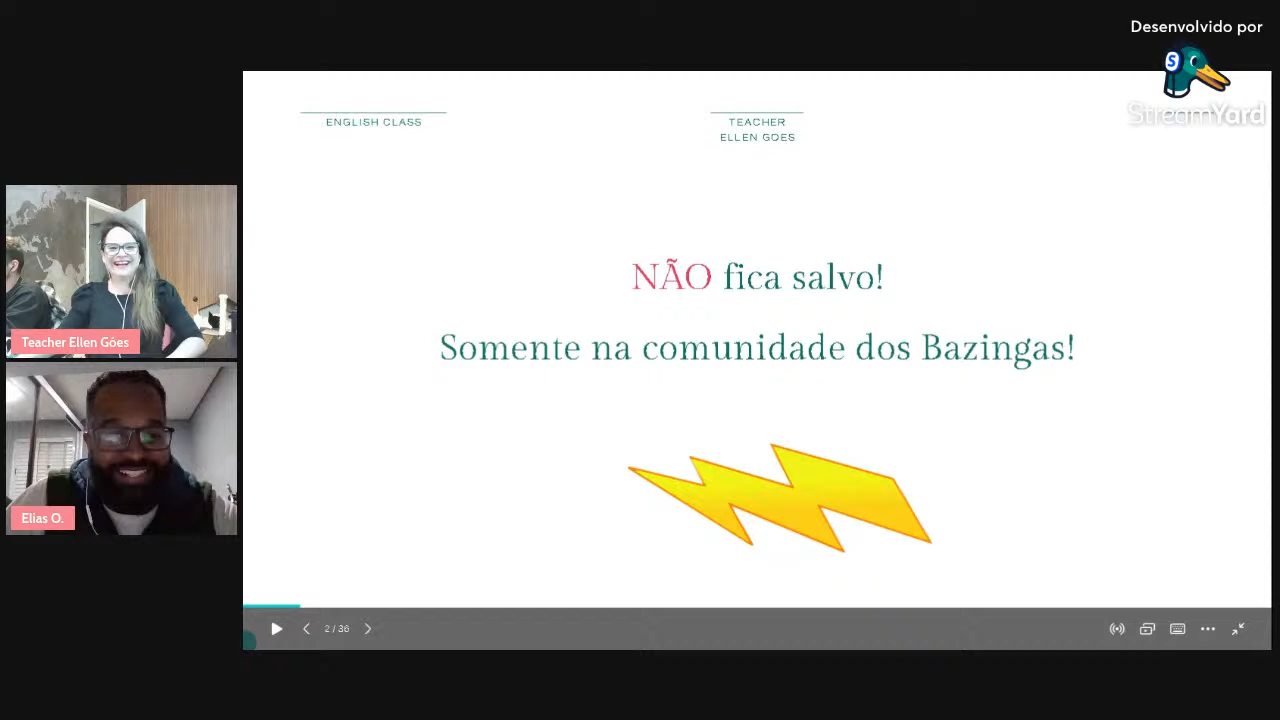 Desenvolvido por
S
StreamYard
ENGLISH CLASS
TEACHER
ELLEN GOES
NÃO fica salvo!
Somente na comunidade dos Bazingas!
Teacher Ellen Góes
Elias O.
2 / 36